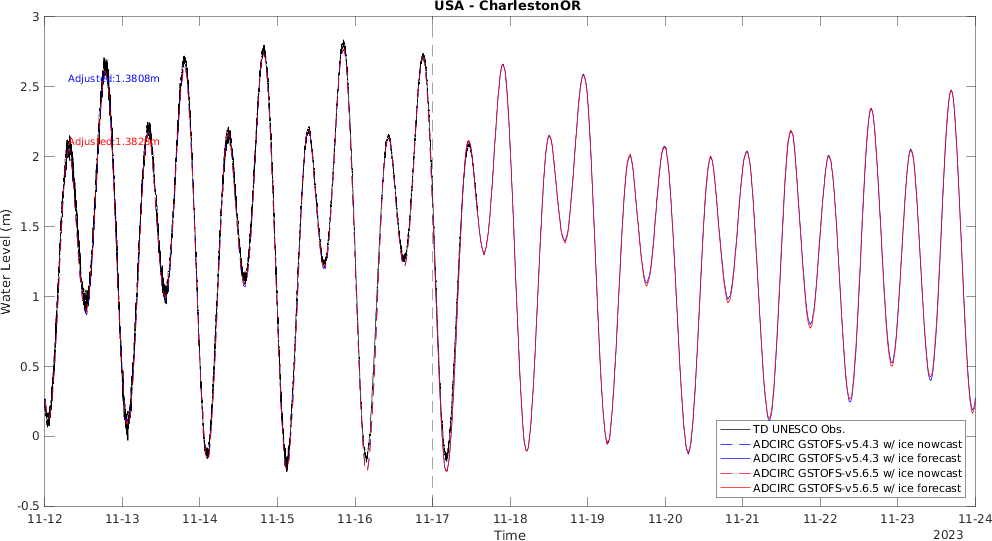 USA - CharlestonOR
3
2.5
2
1.5
1
0.5
0
-0.5
Water Level (m)
Adjusted:1.3808m
TD UNESCO Obs.
ADCIRC GSTOFS-v5.4.3 w/ ice nowcast
ADCIRC GSTOFS-v5.4.3 w/ ice forecast
ADCIRC GSTOFS-v5.6.5 w/ ice nowcast
ADCIRC GSTOFS-v5.6.5 w/ ice forecast
11-12 11-13 11-14 11-15 11-16 11-17 11-18 11-19 11-20 11-21 11-22 11-23 11-24
Time
2023